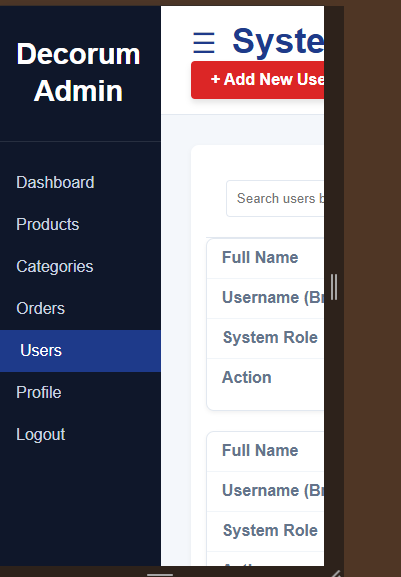 Decorum
Admin
Dashboard
Products
Categories
Orders
Users
Profile
Logout
☰ Syste
+ Add New Use
Search users b
Full Name
Username (Br
System Role
Action
Full Name
Username (Br
System Role